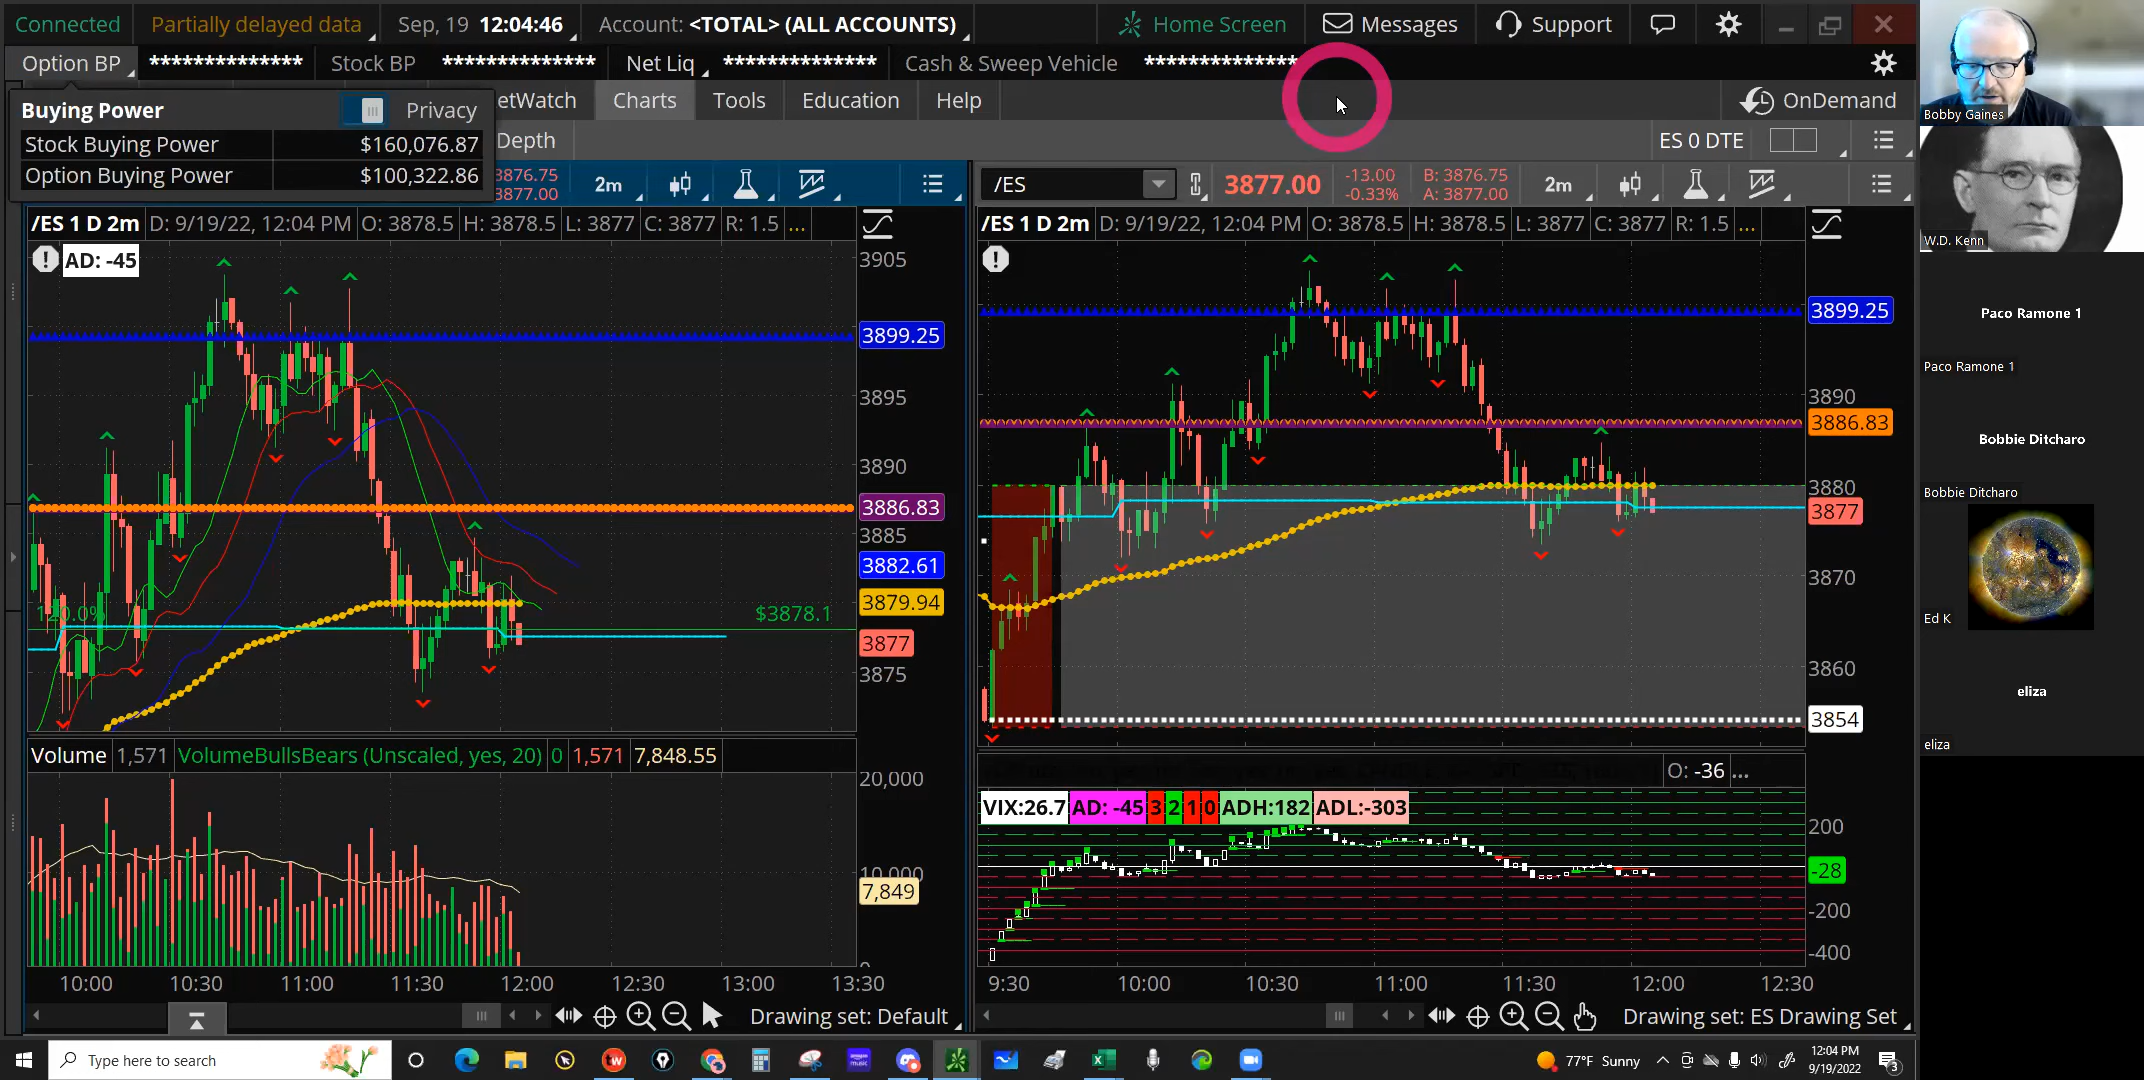 Connected Partially delayed data Sep, 19 12:04:46 Account: <TOTAL> (ALL ACCOUNTS) Home Screen Messages Support
Option BP ************** Stock BP ************** Net Liq ************** Cash & Sweep Vehicle **************
Buying Power Privacy
Stock Buying Power $160,076.87
Option Buying Power $100,322.86
etWatch Charts Tools Education Help OnDemand
Depth ES 0 DTE
3876.75
3877.00
2m
/ES 3877.00 -13.00 -0.33% B: 3876.75 A: 3877.00 2m
/ES 1 D 2m D: 9/19/22, 12:04 PM O: 3878.5 H: 3878.5 L: 3877 C: 3877 R: 1.5 ...
AD: -45
3905
3899.25
3895
3890
3886.83
3885
3882.61
3879.94
120.0% $3878.1
3877
3875
Volume 1,571 VolumeBullsBears (Unscaled, yes, 20) 0 1,571 7,848.55
20,000
10,000
7,849
0
10:00 10:30 11:00 11:30 12:00 12:30 13:00 13:30
Drawing set: Default
/ES 1 D 2m D: 9/19/22, 12:04 PM O: 3878.5 H: 3878.5 L: 3877 C: 3877 R: 1.5 ...
3899.25
3890
3886.83
3880
3877
3870
3860
3854
O: -36 ...
VIX:26.7 AD: -45 3 2 1 0 ADH:182 ADL:-303
200
-28
-200
-400
9:30 10:00 10:30 11:00 11:30 12:00 12:30
Drawing set: ES Drawing Set
Bobby Gaines
W.D. Kenn
Paco Ramone 1
Paco Ramone 1
Bobbie Ditcharo
Bobbie Ditcharo
Ed K
eliza
eliza
Type here to search
77°F Sunny
12:04 PM
9/19/2022
3